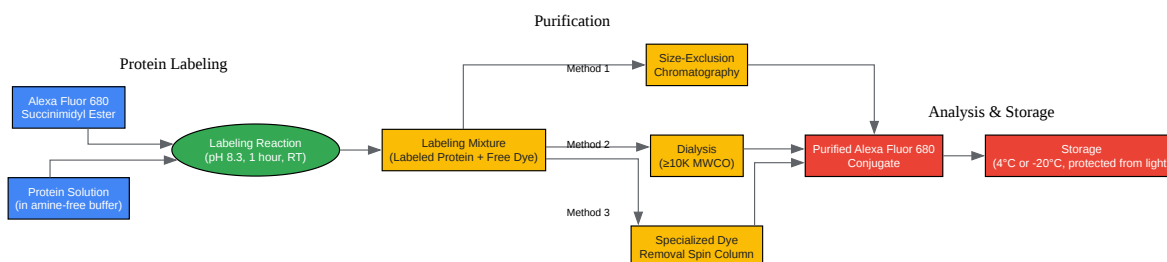 Purification
Protein Labeling
Analysis & Storage
Alexa Fluor 680
Succinimidyl Ester
Protein Solution
(in amine-free buffer)
Labeling Reaction
(pH 8.3, 1 hour, RT)
Labeling Mixture
(Labeled Protein + Free Dye)
Method 1
Method 2
Method 3
Size-Exclusion
Chromatography
Dialysis
(≥10K MWCO)
Specialized Dye
Removal Spin Column
Purified Alexa Fluor 680
Conjugate
Storage
(4°C or -20°C, protected from light